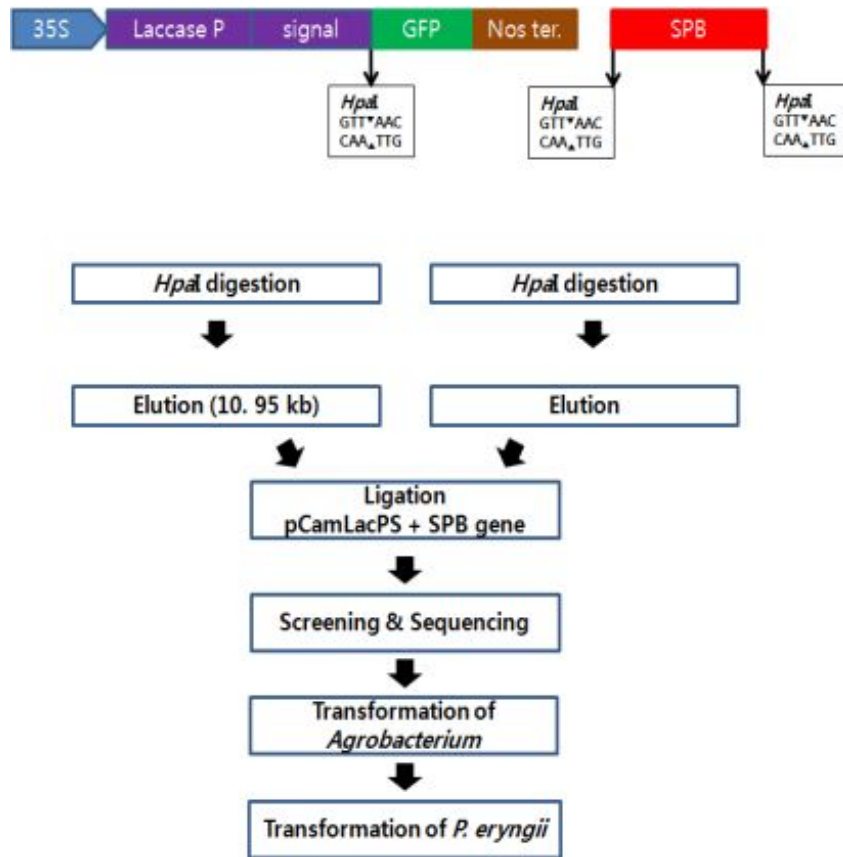 35S Laccase P signal GFP Nos ter. SPB
HpaI HpaI HpaI
GTT▼AAC GTT▼AAC GTT▼AAC
CAA▲TTG CAA▲TTG CAA▲TTG
HpaI digestion HpaI digestion
Elution (10. 95 kb) Elution
Ligation
pCamLacPS + SPB gene
Screening & Sequencing
Transformation of
Agrobacterium
Transformation of P. eryngii